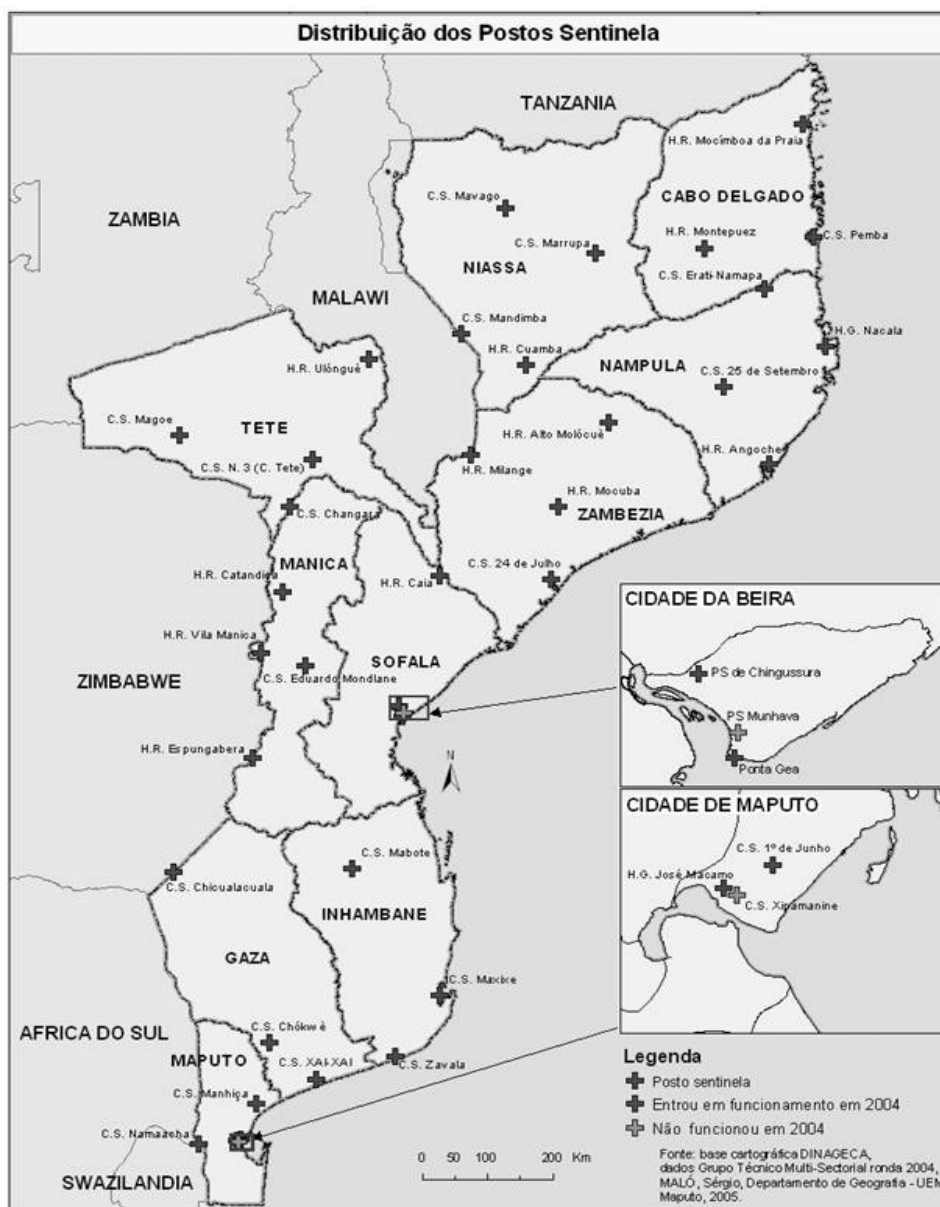 Distribuição dos Postos Sentinela
TANZANIA
H.R. Mocímboa da Praia
CABO DELGADO
C.S. Mavago
ZAMBIA
C.S. Pemba
H.R. Montepuez
C.S. Marrupa
NIASSA
C.S. Erati-Namapa
MALAWI
C.S. Mandimba
H.G. Nacala
H.R. Cuamba
H.R. Ulónguè
NAMPULA
C.S. 25 de Setembro
C.S. Magoe
TETE
H.R. Alto Molócuè
H.R. Angoche
C.S. N. 3 (C. Tete)
H.R. Milange
H.R. Mocuba
C.S. Changara
ZAMBEZIA
MANICA
C.S. 24 de Julho
H.R. Catandica
H.R. Caia
CIDADE DA BEIRA
H.R. Vila Manica
SOFALA
C.S. Eduardo Mondlane
ZIMBABWE
PS de Chingussura
PS Munhava
H.R. Espungabera
N
Ponta Gea
CIDADE DE MAPUTO
C.S. 1º de Junho
C.S. Mabote
H.G. José Macamo
C.S. Chicualacuala
C.S. Xipamanine
INHAMBANE
GAZA
C.S. Maxixe
AFRICA DO SUL
C.S. Chókwè
MAPUTO
C.S. XAI-XAI
C.S. Zavala
C.S. Manhiça
C.S. Namaacha
SWAZILANDIA
0 50 100 200 Km
Legenda
Posto sentinela
Entrou em funcionamento em 2004
Não funcionou em 2004
Fonte: base cartográfica DINAGECA,
dados Grupo Técnico Multi-Sectorial ronda 2004,
MALÓ, Sérgio, Departamento de Geografia - UEM
Maputo, 2005.